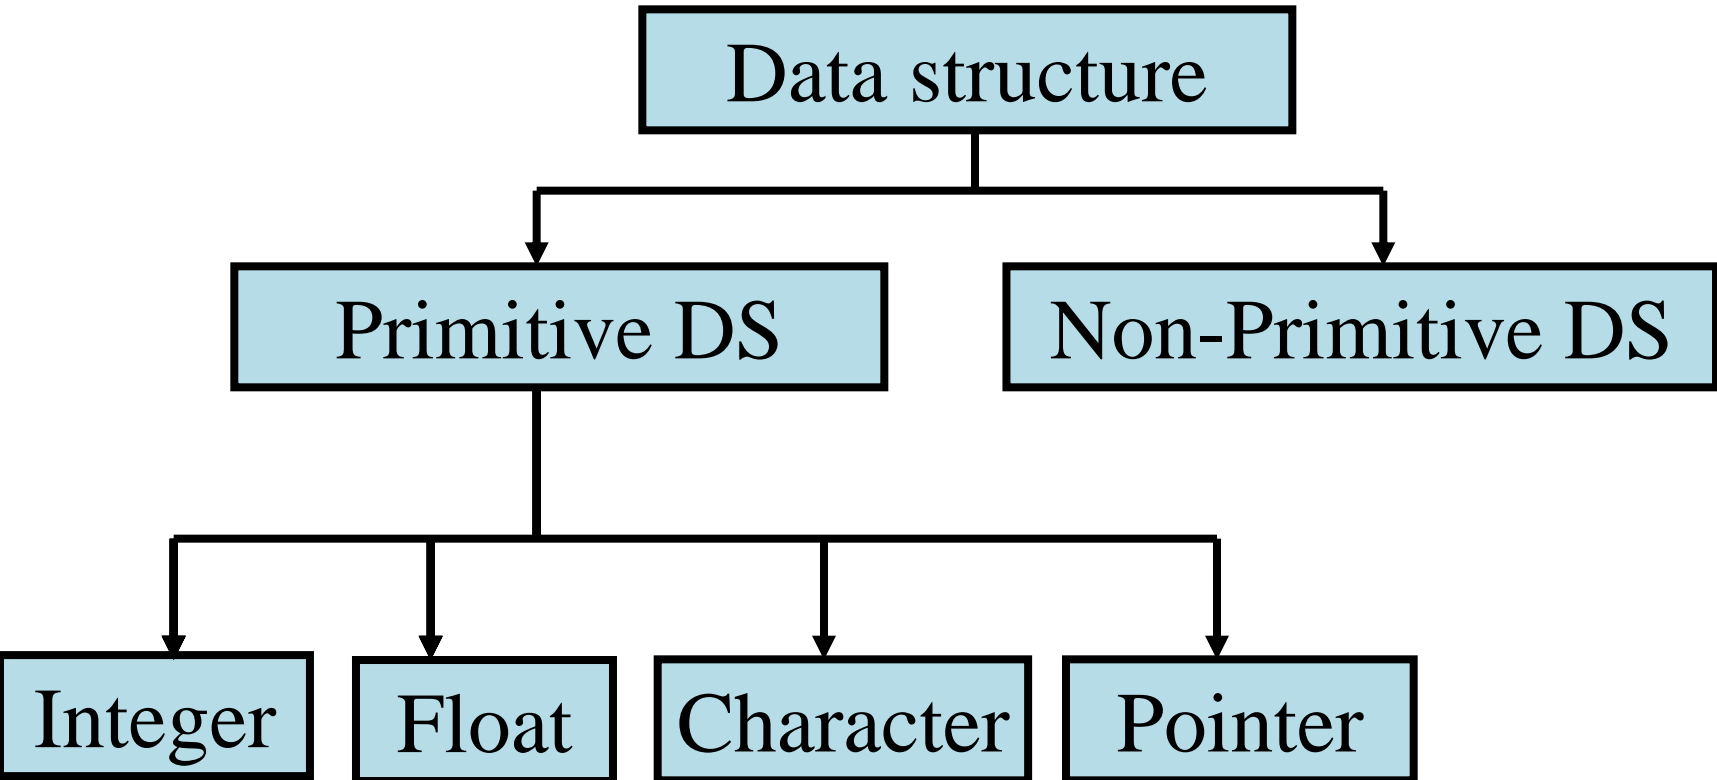 Data structure
Primitive DS
Non-Primitive DS
Integer
Float
Character
Pointer